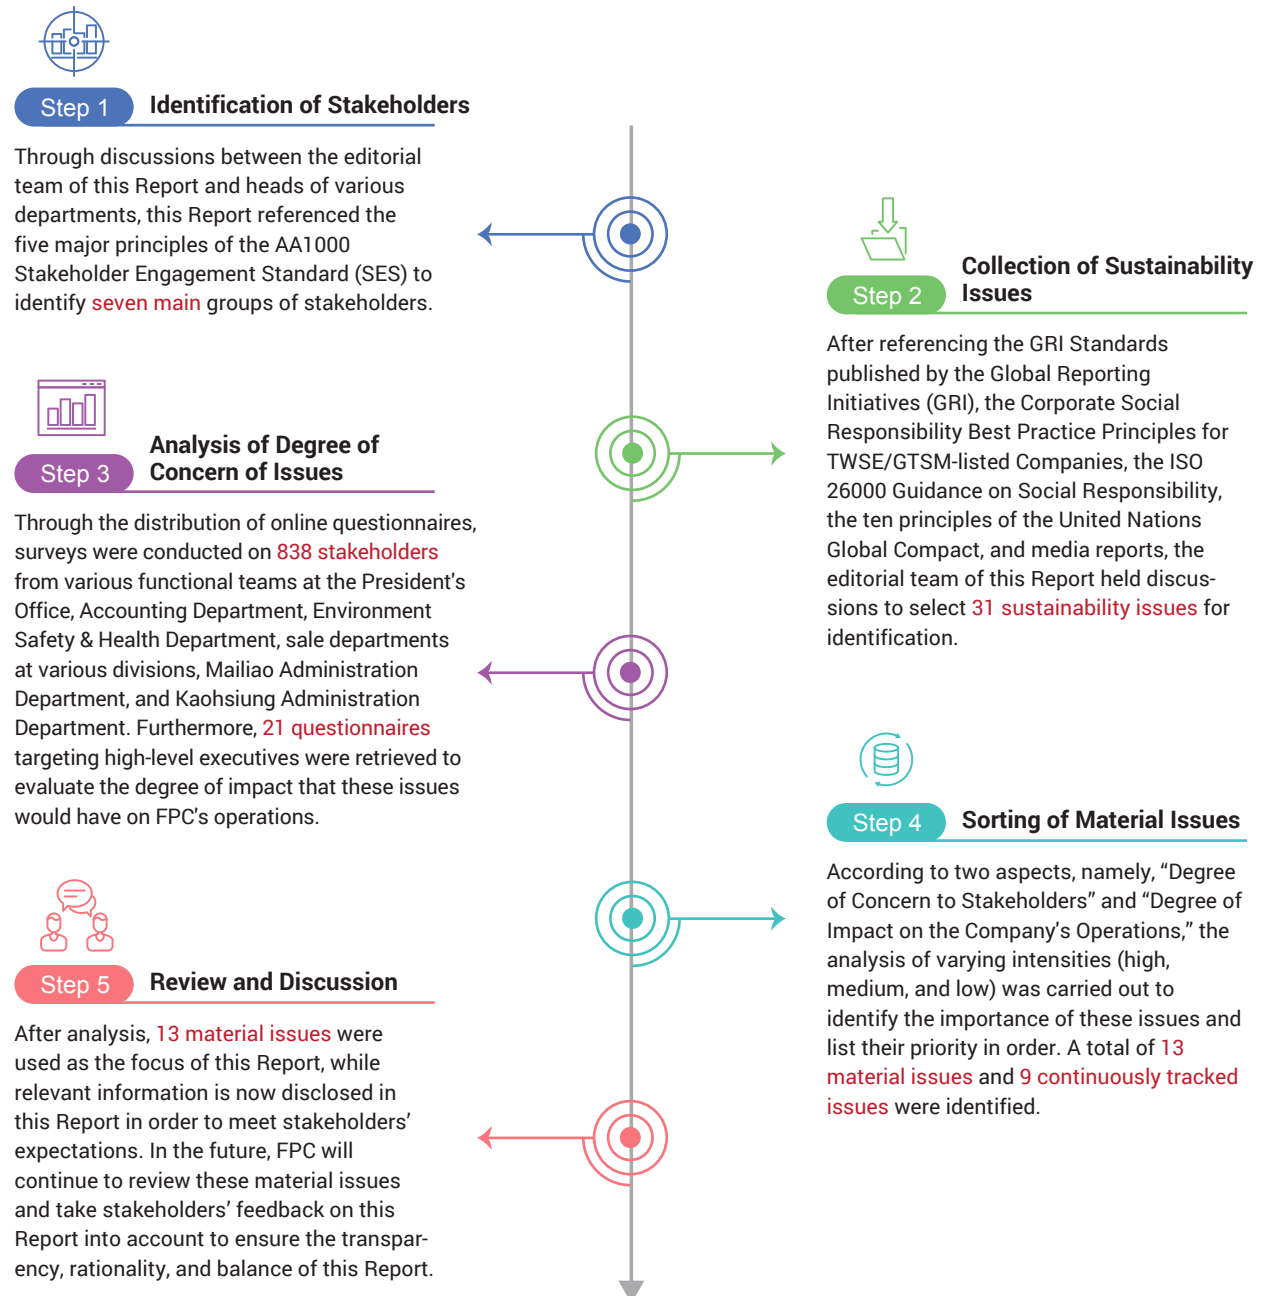 Step 1
Identification of Stakeholders
Through discussions between the editorial
team of this Report and heads of various
departments, this Report referenced the
five major principles of the AA1000
Stakeholder Engagement Standard (SES) to
identify seven main groups of stakeholders.
Step 2
Collection of Sustainability
Issues
After referencing the GRI Standards
published by the Global Reporting
Initiatives (GRI), the Corporate Social
Responsibility Best Practice Principles for
TWSE/GTSM-listed Companies, the ISO
26000 Guidance on Social Responsibility,
the ten principles of the United Nations
Global Compact, and media reports, the
editorial team of this Report held discus-
sions to select 31 sustainability issues for
identification.
Step 3
Analysis of Degree of
Concern of Issues
Through the distribution of online questionnaires,
surveys were conducted on 838 stakeholders
from various functional teams at the President's
Office, Accounting Department, Environment
Safety & Health Department, sale departments
at various divisions, Mailiao Administration
Department, and Kaohsiung Administration
Department. Furthermore, 21 questionnaires
targeting high-level executives were retrieved to
evaluate the degree of impact that these issues
would have on FPC's operations.
Step 4
Sorting of Material Issues
According to two aspects, namely, “Degree
of Concern to Stakeholders” and “Degree of
Impact on the Company's Operations,” the
analysis of varying intensities (high,
medium, and low) was carried out to
identify the importance of these issues and
list their priority in order. A total of 13
material issues and 9 continuously tracked
issues were identified.
Step 5
Review and Discussion
After analysis, 13 material issues were
used as the focus of this Report, while
relevant information is now disclosed in
this Report in order to meet stakeholders’
expectations. In the future, FPC will
continue to review these material issues
and take stakeholders’ feedback on this
Report into account to ensure the transpar-
ency, rationality, and balance of this Report.